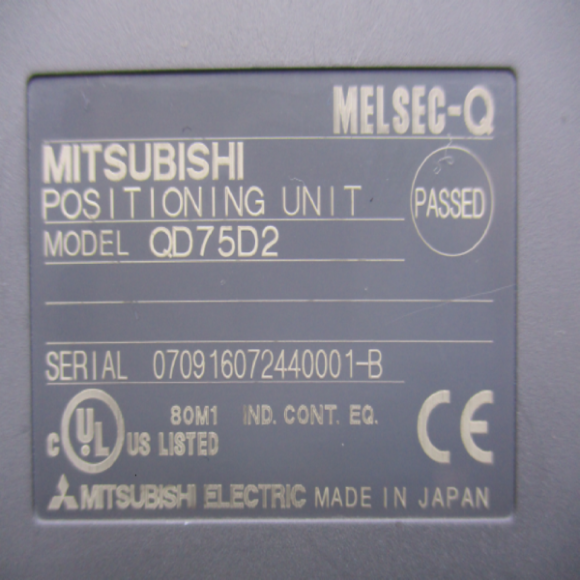 MELSEC-Q
MITSUBISHI
POSITIONING UNIT
PASSED
MODEL QD75D2
SERIAL 070916072440001-B
C UL US LISTED
80M1 IND. CONT. EQ.
CE
MITSUBISHI ELECTRIC MADE IN JAPAN